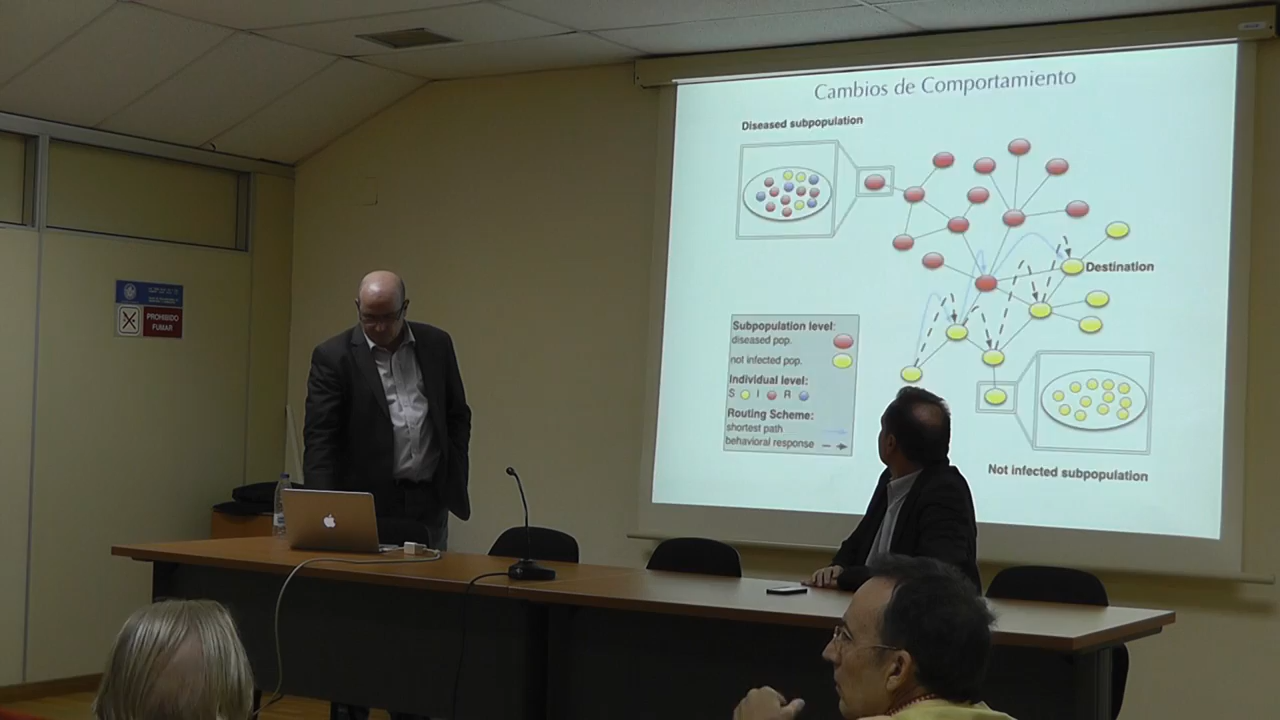 Cambios de Comportamiento
Diseased subpopulation
Destination
Subpopulation level:
diseased pop.
not infected pop.
Individual level:
S I R
Routing Scheme:
shortest path
behavioral response
Not infected subpopulation
PROHIBIDO
FUMAR